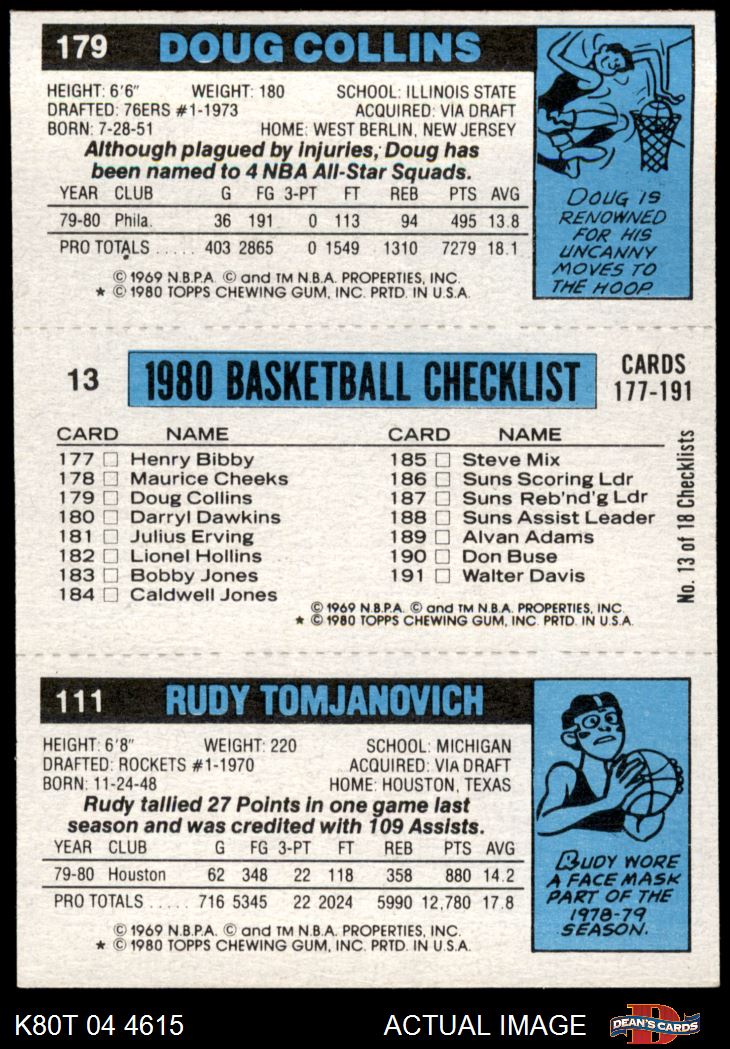 179 DOUG COLLINS
HEIGHT: 6'6" WEIGHT: 180 SCHOOL: ILLINOIS STATE
DRAFTED: 76ERS #1-1973 ACQUIRED: VIA DRAFT
BORN: 7-28-51 HOME: WEST BERLIN, NEW JERSEY
Although plagued by injuries, Doug has
been named to 4 NBA All-Star Squads.
YEAR CLUB G FG 3-PT FT REB PTS AVG
79-80 Phila. 36 191 0 113 94 495 13.8
PRO TOTALS ..... 403 2865 0 1549 1310 7279 18.1
© 1969 N.B.P.A. © and TM N.B.A. PROPERTIES, INC.
★ © 1980 TOPPS CHEWING GUM, INC. PRTD. IN U.S.A.
DOUG IS
RENOWNED
FOR HIS
UNCANNY
MOVES TO
THE HOOP.
13 1980 BASKETBALL CHECKLIST CARDS
177-191
CARD NAME
177 □ Henry Bibby
178 □ Maurice Cheeks
179 □ Doug Collins
180 □ Darryl Dawkins
181 □ Julius Erving
182 □ Lionel Hollins
183 □ Bobby Jones
184 □ Caldwell Jones
CARD NAME
185 □ Steve Mix
186 □ Suns Scoring Ldr
187 □ Suns Reb'nd'g Ldr
188 □ Suns Assist Leader
189 □ Alvan Adams
190 □ Don Buse
191 □ Walter Davis
© 1969 N.B.P.A. © and TM N.B.A. PROPERTIES, INC.
★ © 1980 TOPPS CHEWING GUM, INC. PRTD. IN U.S.A.
No. 13 of 18 Checklists
111 RUDY TOMJANOVICH
HEIGHT: 6'8" WEIGHT: 220 SCHOOL: MICHIGAN
DRAFTED: ROCKETS #1-1970 ACQUIRED: VIA DRAFT
BORN: 11-24-48 HOME: HOUSTON, TEXAS
Rudy tallied 27 Points in one game last
season and was credited with 109 Assists.
YEAR CLUB G FG 3-PT FT REB PTS AVG
79-80 Houston 62 348 22 118 358 880 14.2
PRO TOTALS ..... 716 5345 22 2024 5990 12,780 17.8
© 1969 N.B.P.A. © and TM N.B.A. PROPERTIES, INC.
★ © 1980 TOPPS CHEWING GUM, INC. PRTD. IN U.S.A.
RUDY WORE
A FACE MASK
PART OF THE
1978-79
SEASON.
K80T 04 4615 ACTUAL IMAGE DEAN'S CARDS